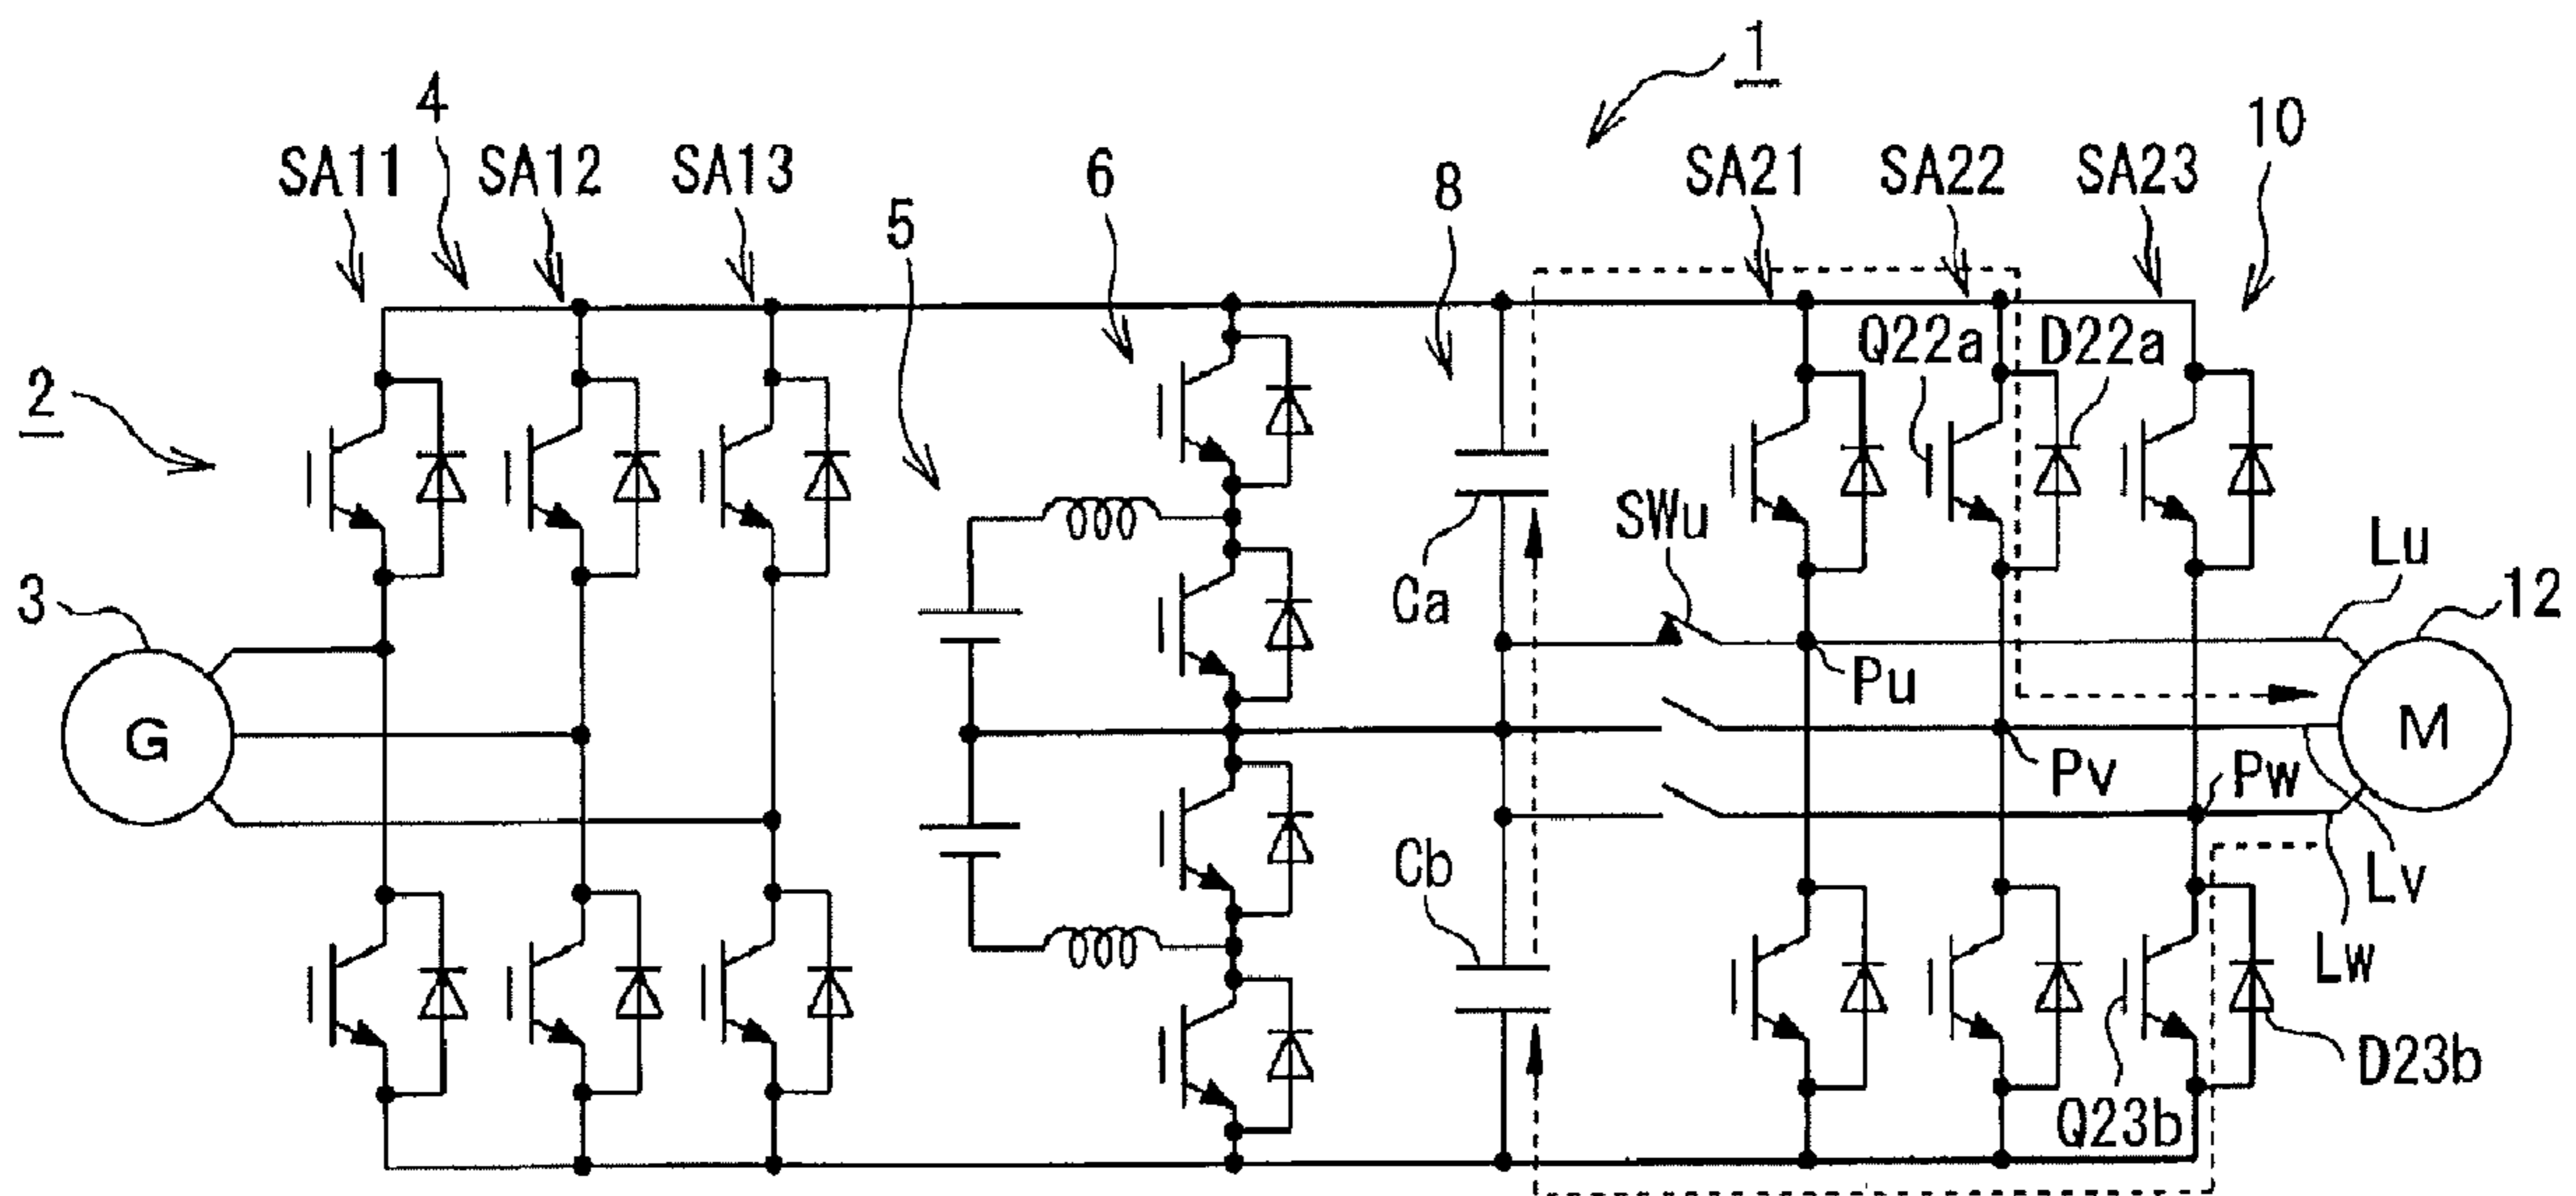 1
4
10
SA11
SA12
SA13
6
8
SA21
SA22
SA23
5
2
Q22a
D22a
SWu
Lu
3
Ca
12
Pu
G
M
Pv
Pw
Cb
Lv
Lw
D23b
Q23b